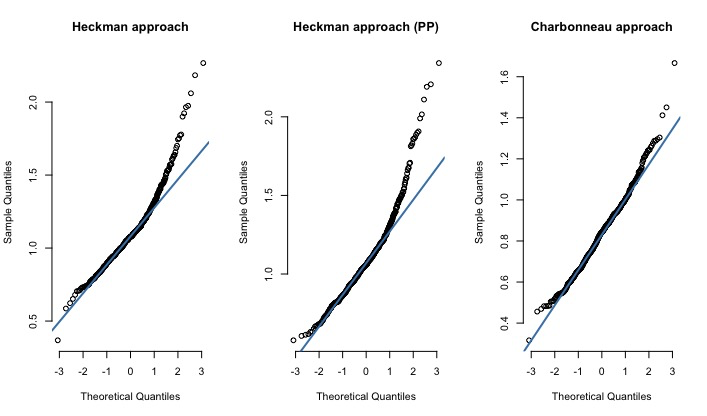 Heckman approach
Heckman approach (PP)
Charbonneau approach
Sample Quantiles
0.5
1.0
1.5
2.0
-3 -2 -1 0 1 2 3
Theoretical Quantiles
Sample Quantiles
1.0
1.5
2.0
-3 -2 -1 0 1 2 3
Theoretical Quantiles
Sample Quantiles
0.4
0.6
0.8
1.0
1.2
1.4
1.6
-3 -2 -1 0 1 2 3
Theoretical Quantiles